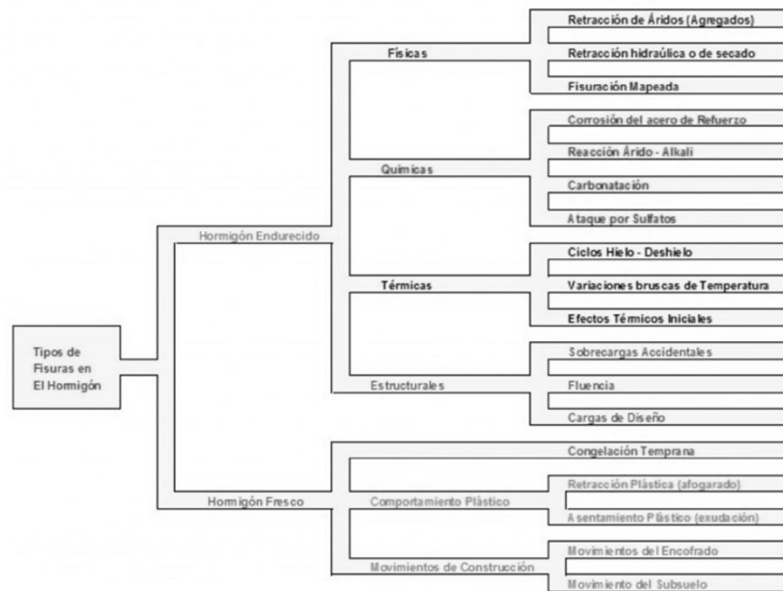 Retracción de Áridos (Agregados)
Físicas
Retracción hidraúlica o de secado
Fisuración Mapeada
Corrosión del acero de Refuerzo
Reacción Árido - Alkali
Químicas
Carbonatación
Ataque por Sulfatos
Hormigón Endurecido
Ciclos Hielo - Deshielo
Térmicas
Variaciones bruscas de Temperatura
Efectos Térmicos Iniciales
Tipos de
Fisuras en
El Hormigón
Sobrecargas Accidentales
Estructurales
Fluencia
Cargas de Diseño
Congelación Temprana
Hormigón Fresco
Comportamiento Plástico
Retracción Plástica (afogarado)
Asentamiento Plástico (exudación)
Movimientos del Encofrado
Movimientos de Construcción
Movimiento del Subsuelo